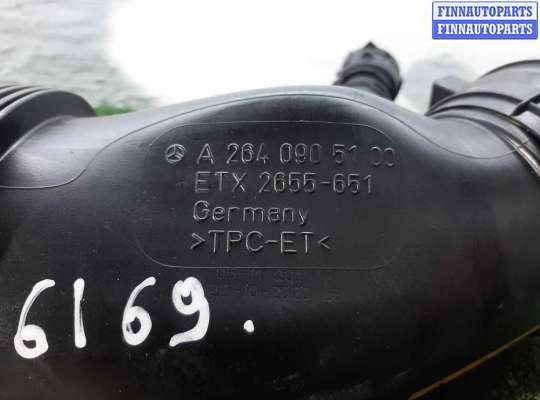 FINNAUTOPARTS
FINNAUTOPARTS
A 264 090 51 00
ETX 2655-651
Germany
>TPC-ET<
6169.